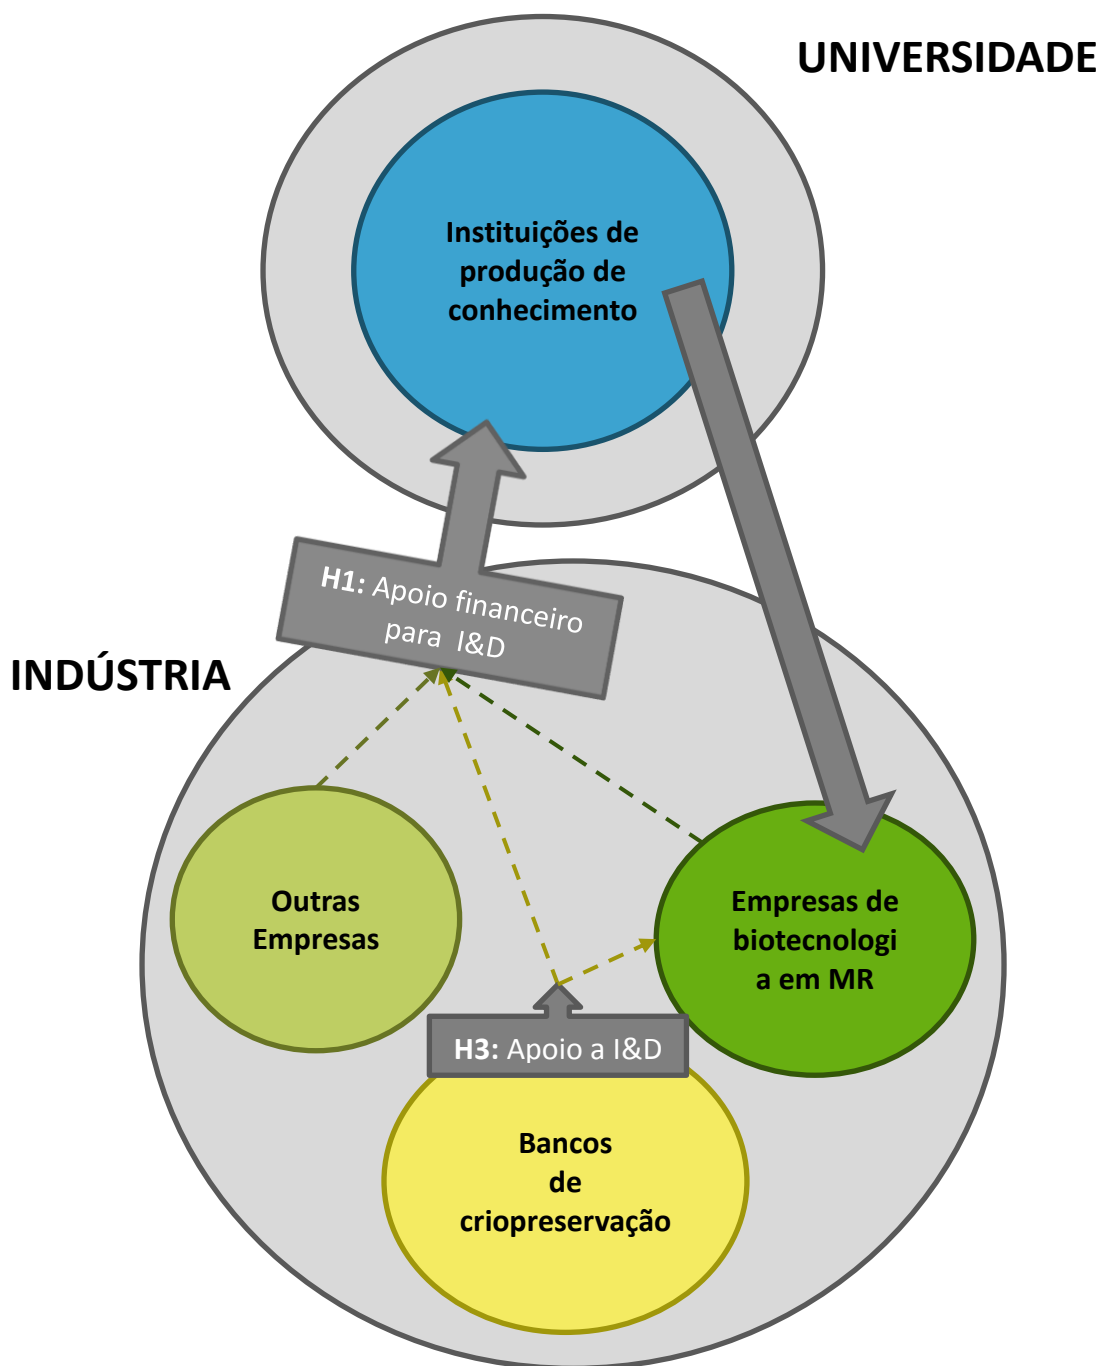 UNIVERSIDADE
Instituições de
produção de
conhecimento
H1: Apoio financeiro
para I&D
INDÚSTRIA
Outras
Empresas
Empresas de
biotecnologi
a em MR
H3: Apoio a I&D
Bancos
de
criopreservação